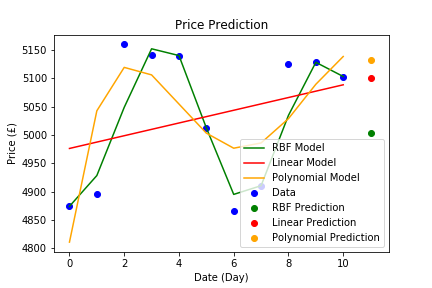 Price Prediction
Price (£)
5150
5100
5050
5000
4950
4900
4850
4800
RBF Model
Linear Model
Polynomial Model
Data
RBF Prediction
Linear Prediction
Polynomial Prediction
0 2 4 6 8 10
Date (Day)